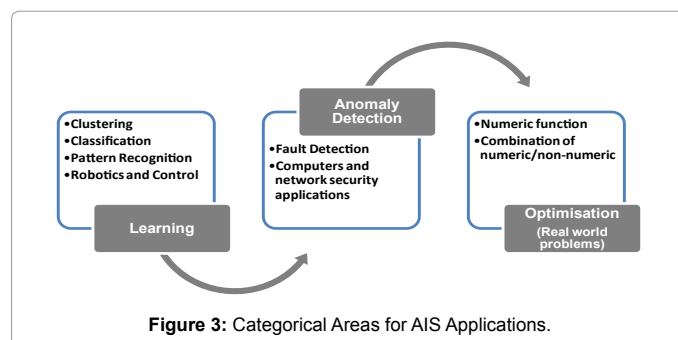 •Clustering
•Classification
•Pattern Recognition
•Robotics and Control
Learning
Anomaly
Detection
•Fault Detection
•Computers and
network security
applications
•Numeric function
•Combination of
numeric/non-numeric
Optimisation
(Real world
problems)
Figure 3: Categorical Areas for AIS Applications.